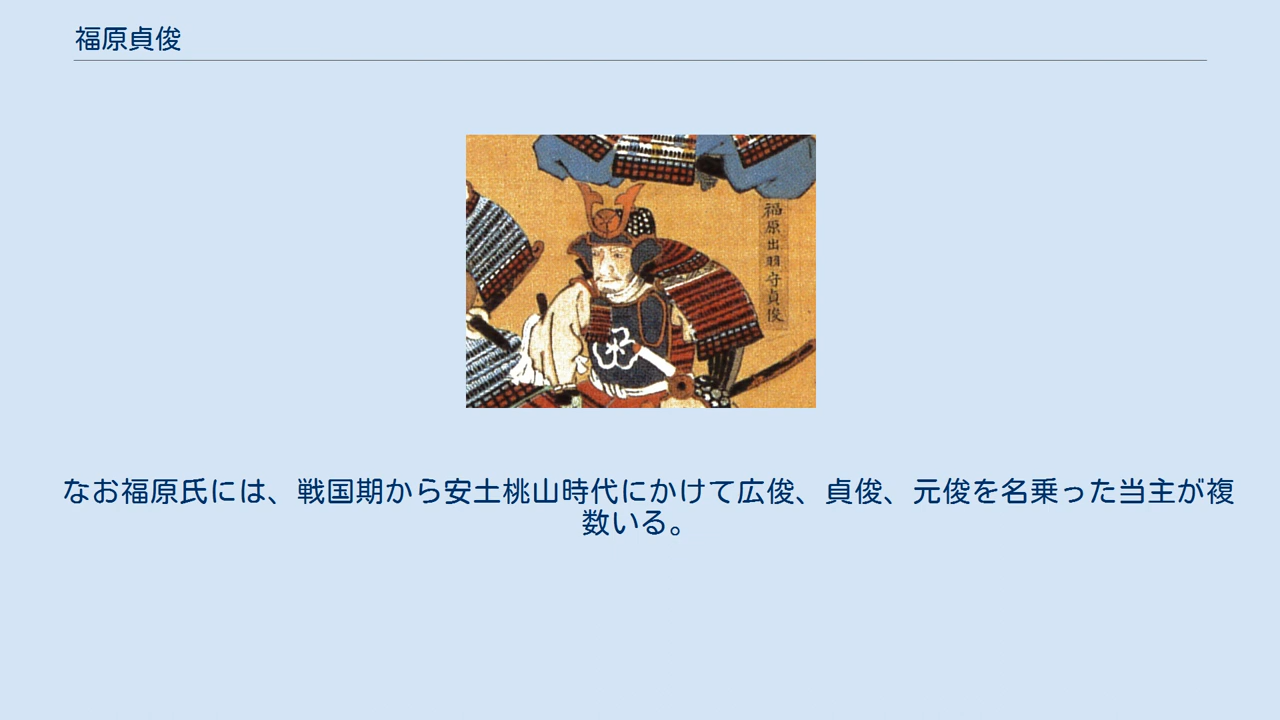 福原貞俊
福原出羽守貞俊
なお福原氏には、戦国期から安土桃山時代にかけて広俊、貞俊、元俊を名乗った当主が複
数いる。